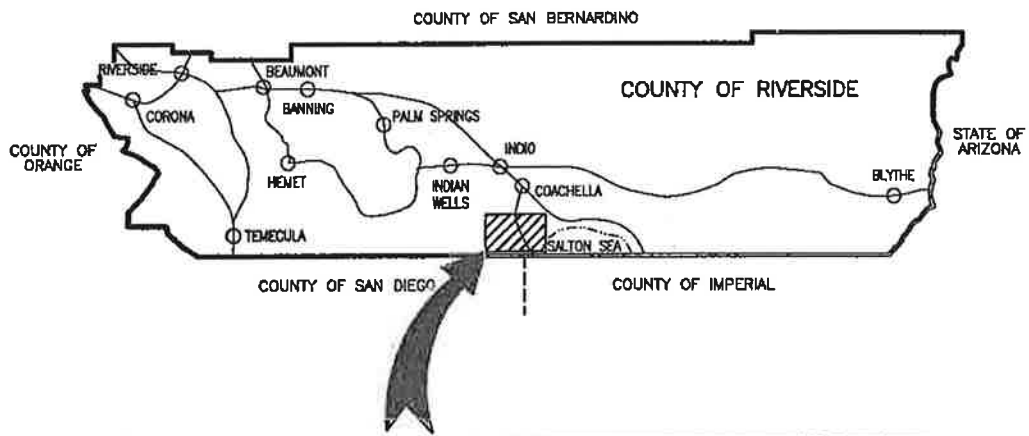 COUNTY OF SAN BERNARDINO
RIVERSIDE
BEAUMONT
COUNTY OF RIVERSIDE
CORONA
BANNING
PALM SPRINGS
COUNTY OF
ORANGE
STATE OF
ARIZONA
HEMET
INDIO
INDIAN
WELLS
COACHELLA
BLYTHE
TEMECULA
SALTON SEA
COUNTY OF SAN DIEGO
COUNTY OF IMPERIAL